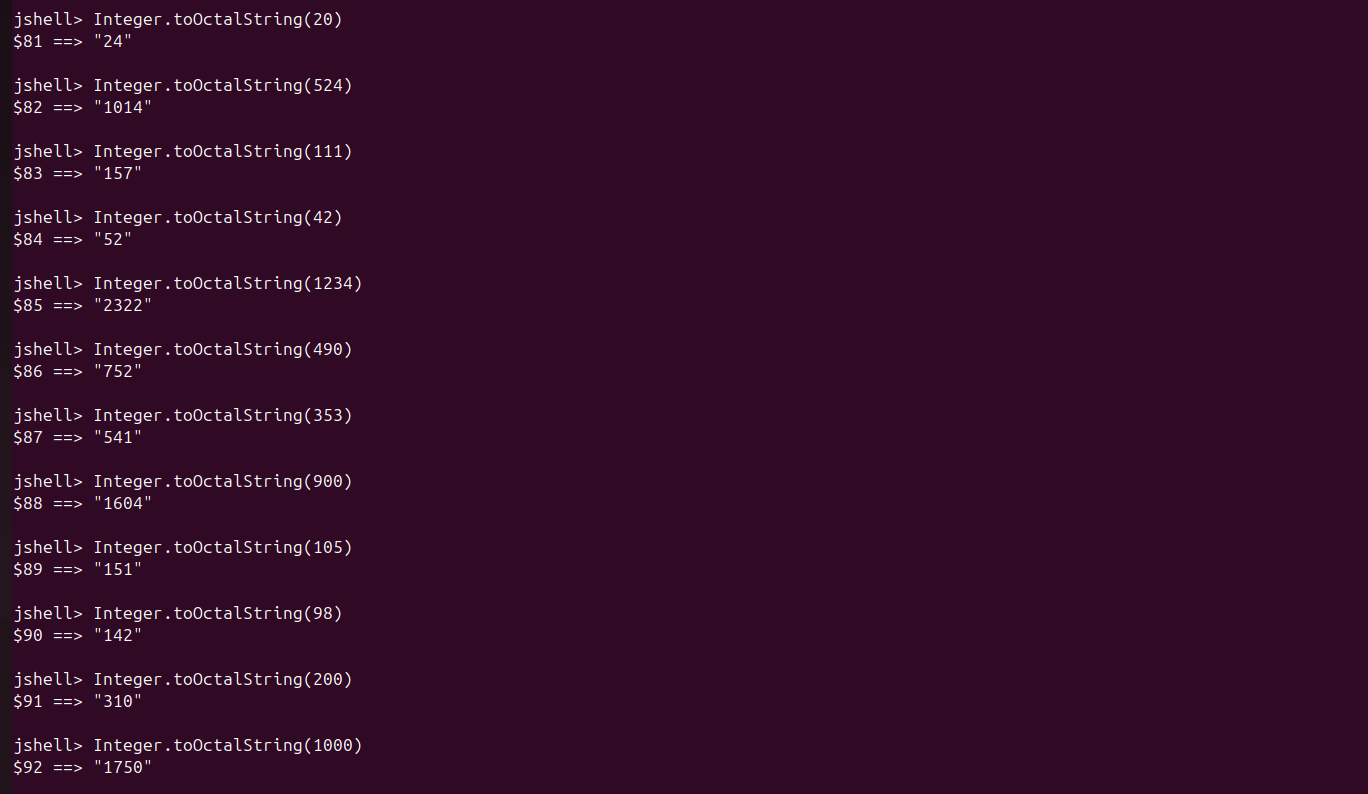 jshell> Integer.toOctalString(20)
$81 ==> "24"
jshell> Integer.toOctalString(524)
$82 ==> "1014"
jshell> Integer.toOctalString(111)
$83 ==> "157"
jshell> Integer.toOctalString(42)
$84 ==> "52"
jshell> Integer.toOctalString(1234)
$85 ==> "2322"
jshell> Integer.toOctalString(490)
$86 ==> "752"
jshell> Integer.toOctalString(353)
$87 ==> "541"
jshell> Integer.toOctalString(900)
$88 ==> "1604"
jshell> Integer.toOctalString(105)
$89 ==> "151"
jshell> Integer.toOctalString(98)
$90 ==> "142"
jshell> Integer.toOctalString(200)
$91 ==> "310"
jshell> Integer.toOctalString(1000)
$92 ==> "1750"